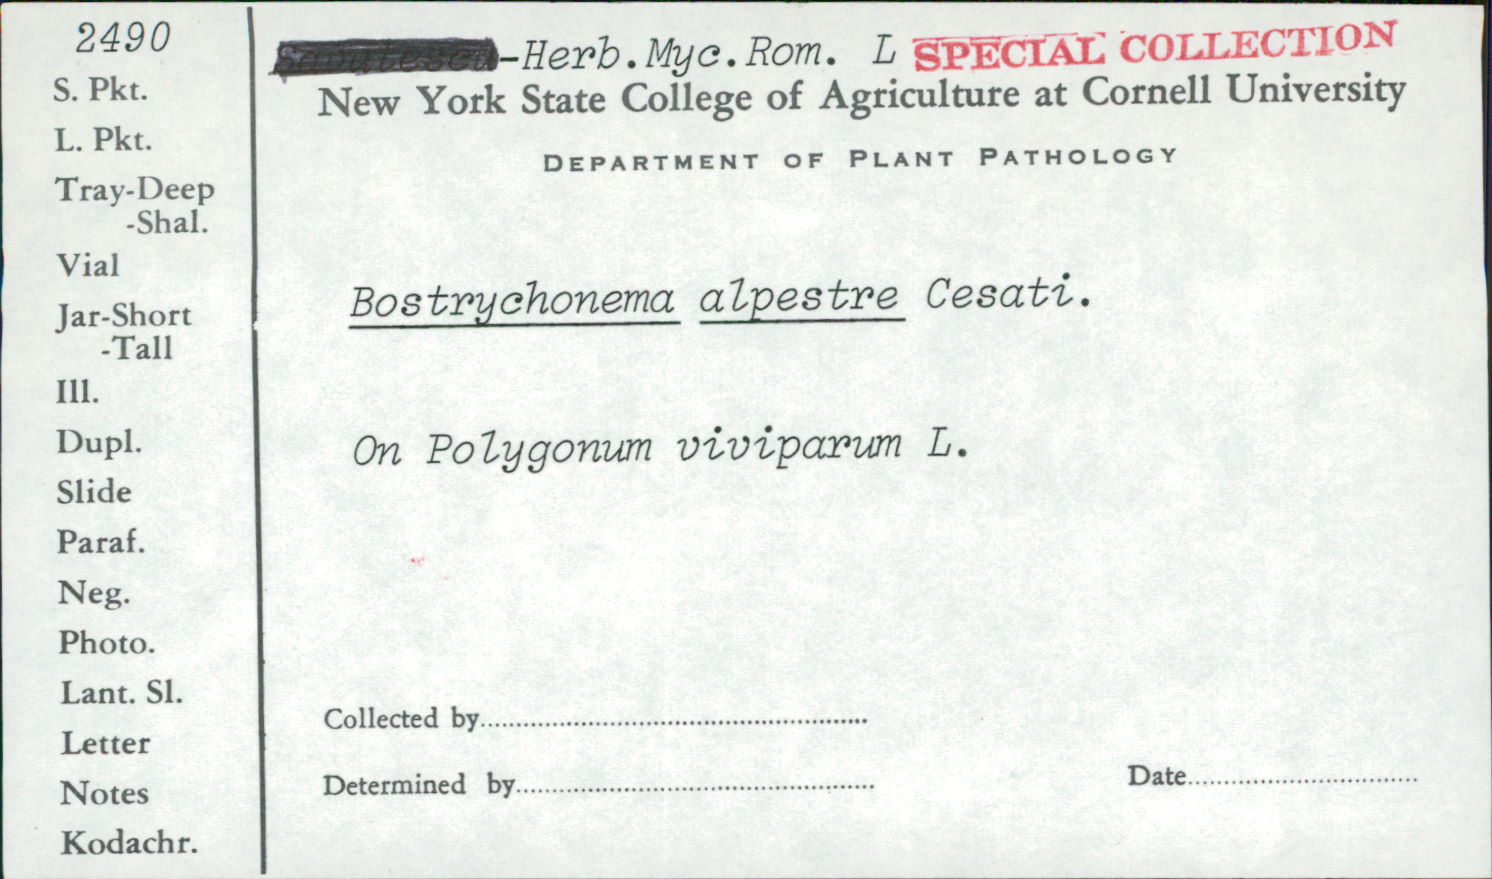 2490
S. Pkt.
L. Pkt.
Tray-Deep
-Shal.
Vial
Jar-Short
-Tall
Ill.
Dupl.
Slide
Paraf.
Neg.
Photo.
Lant. Sl.
Letter
Notes
Kodachr.
-Herb.Myc.Rom. L SPECIAL COLLECTION
New York State College of Agriculture at Cornell University
DEPARTMENT OF PLANT PATHOLOGY
Bostrychonema alpestre Cesati.
On Polygonum viviparum L.
Collected by
Determined by
Date